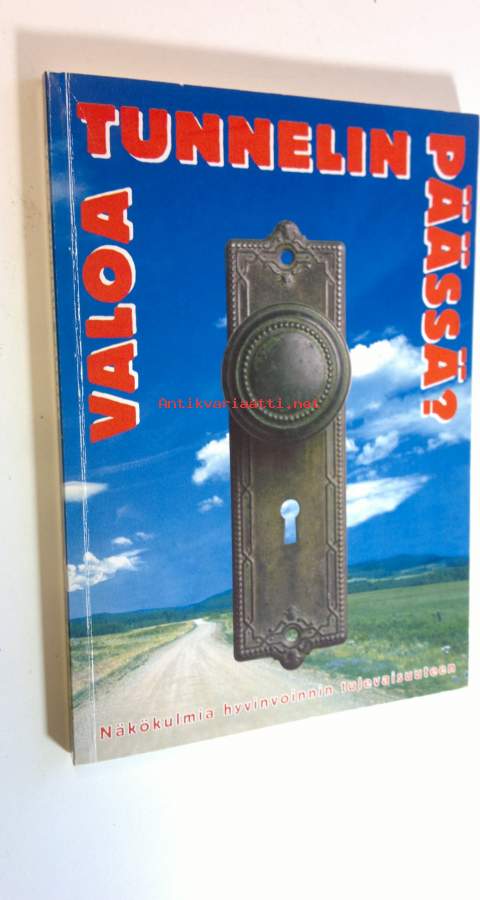 VALOA
TUNNELIN
PÄÄSSÄ?
Antikvariaatti.net
Näkökulmia hyvinvoinnin tulevaisuuteen